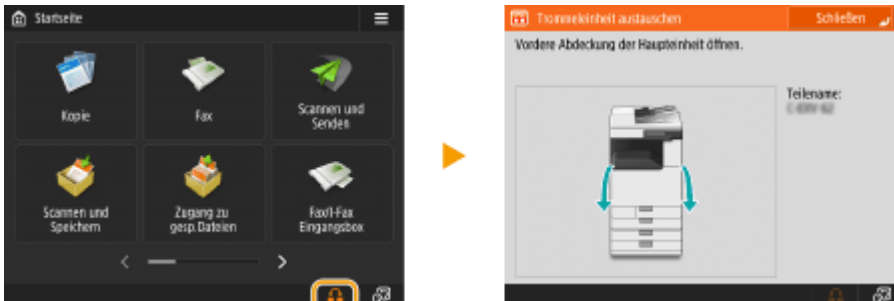 Startseite
Kopie
Fax
Scannen und
Senden
Scannen und
Speichern
Zugang zu
gesp.Dateien
Fax/I-Fax
Eingangsbox
Trommeleinheit austauschen
Schließen
Vordere Abdeckung der Haupteinheit öffnen.
Teilename: